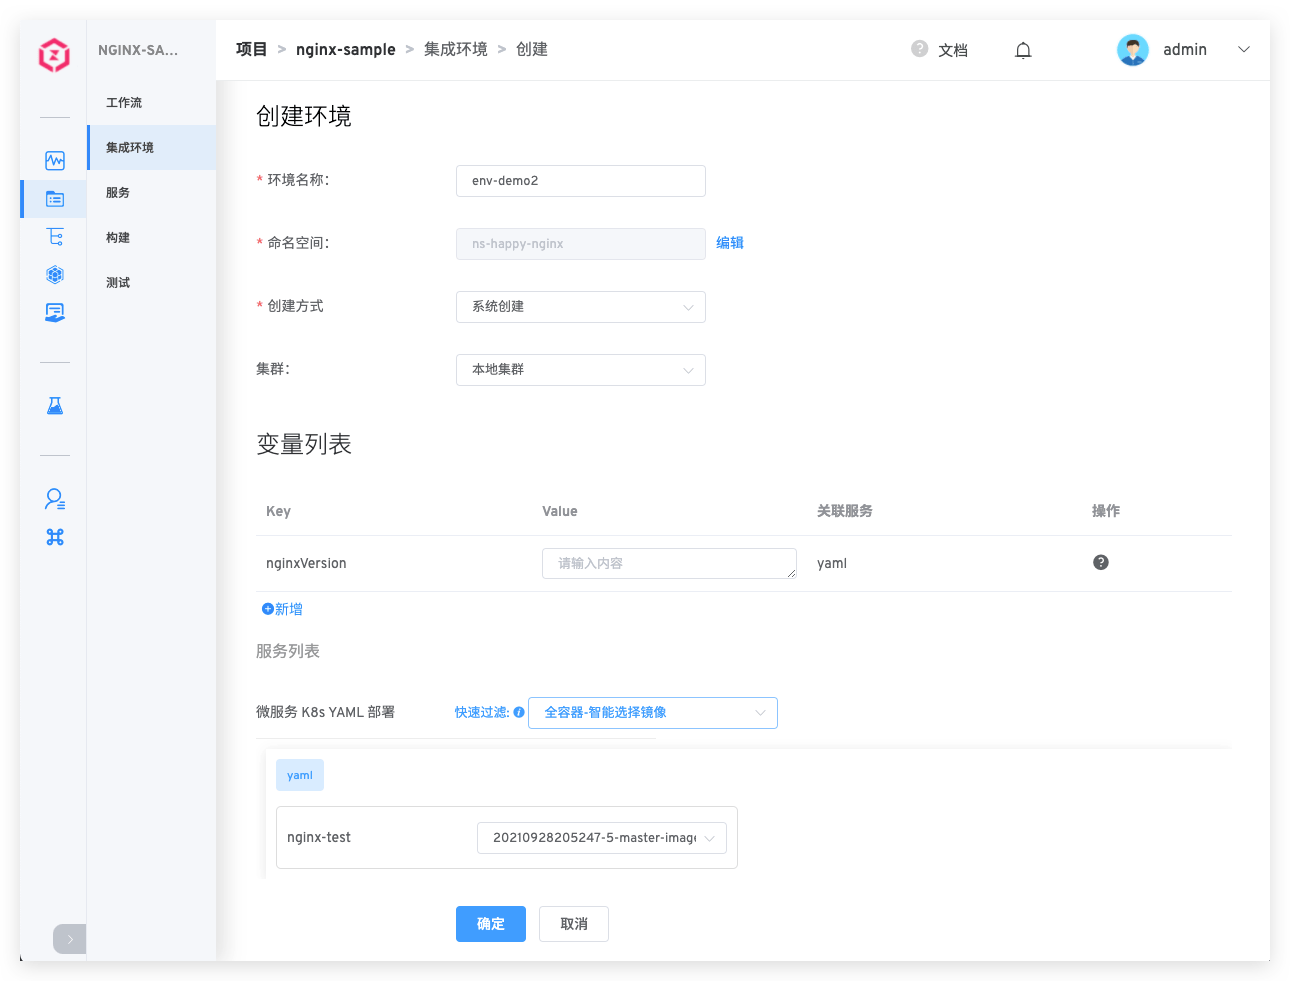 NGINX-SA...
项目 > nginx-sample > 集成环境 > 创建
文档
admin
工作流
集成环境
服务
构建
测试
创建环境
* 环境名称：
env-demo2
* 命名空间：
ns-happy-nginx
编辑
* 创建方式
系统创建
集群：
本地集群
变量列表
Key Value 关联服务 操作
nginxVersion 请输入内容 yaml
新增
服务列表
微服务 K8s YAML 部署
快速过滤: 全容器-智能选择镜像
yaml
nginx-test
20210928205247-5-master-image
确定
取消